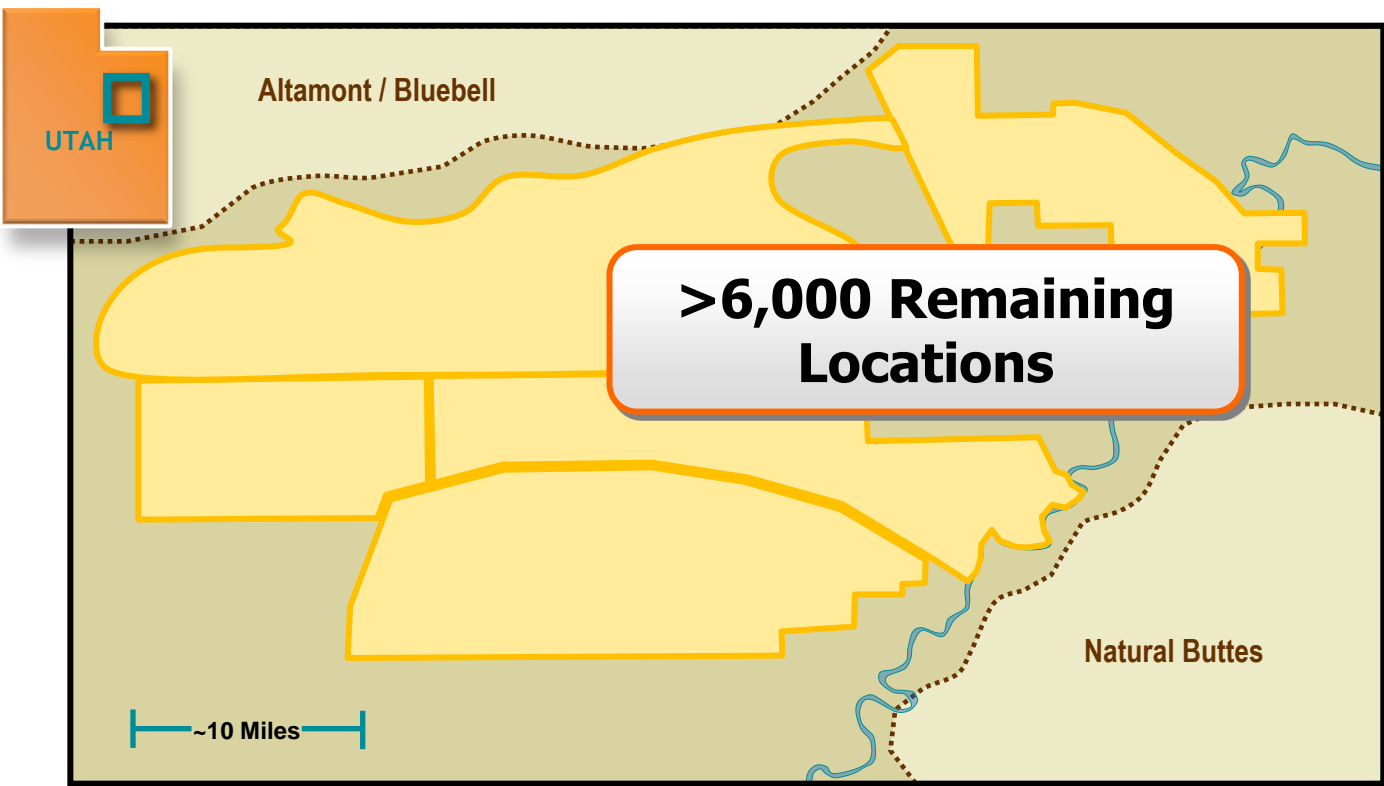 Altamont / Bluebell
UTAH
>6,000 Remaining
Locations
Natural Buttes
~10 Miles